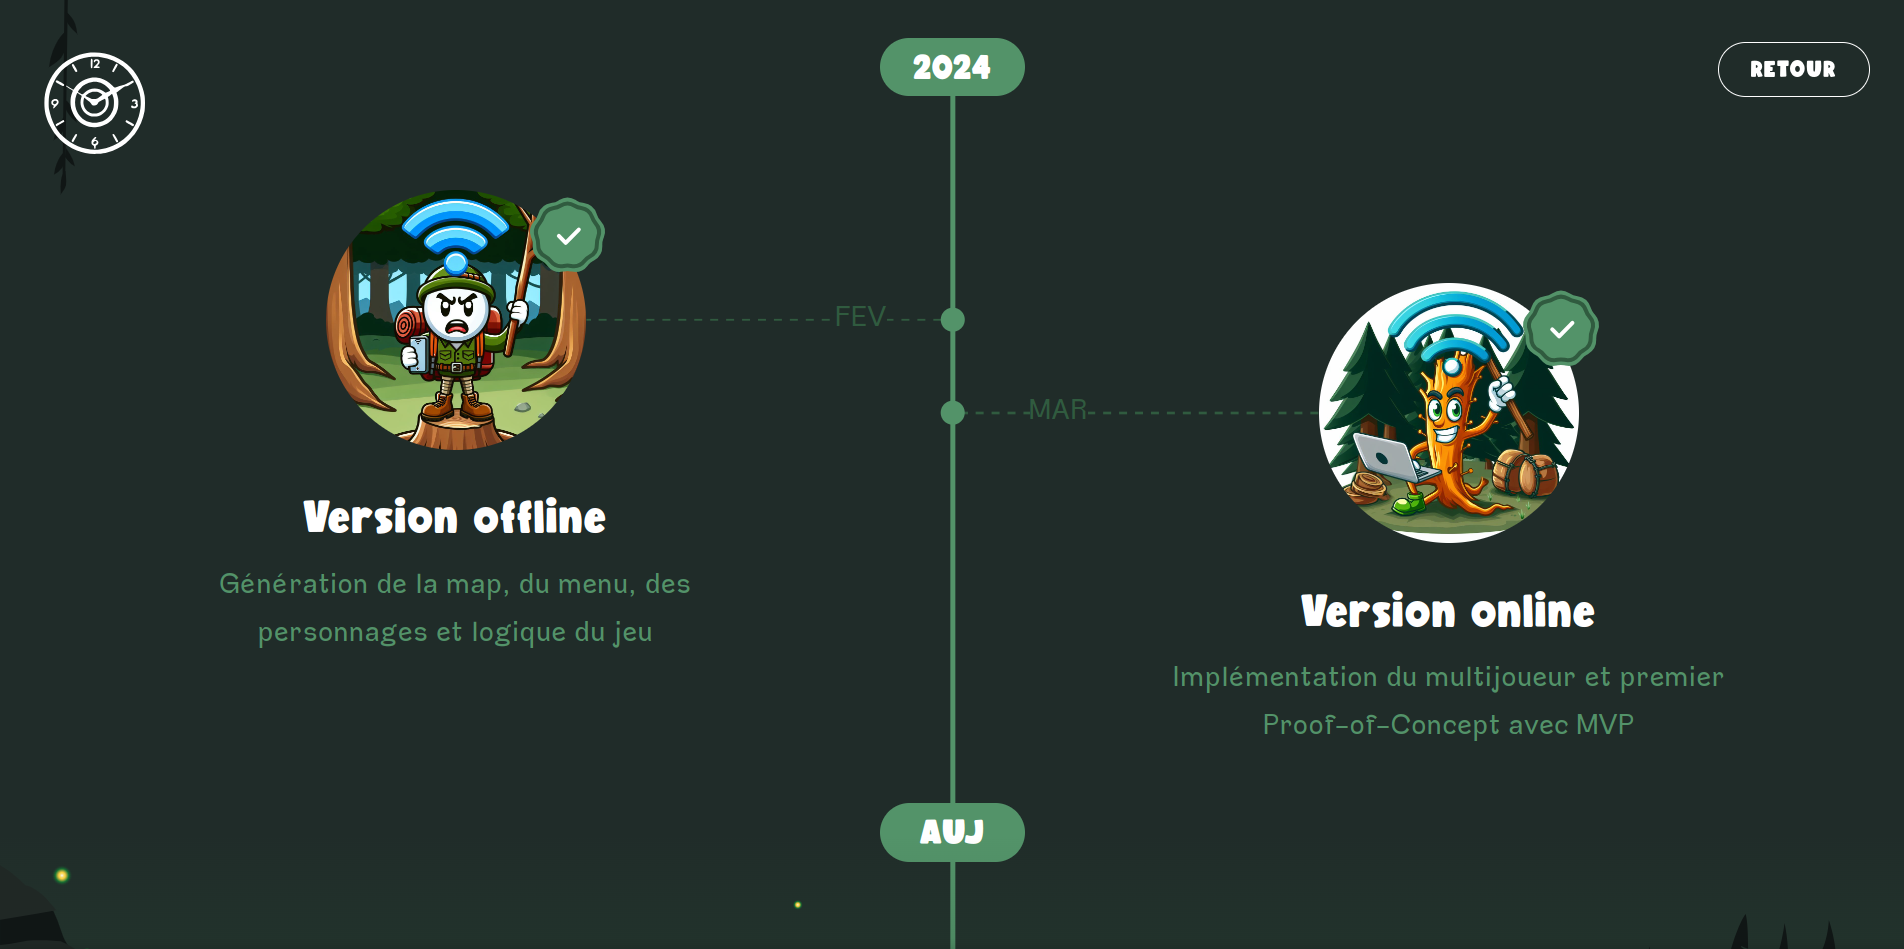 2024
RETOUR
12
3
6
9
FEV
MAR
Version offline
Génération de la map, du menu, des
personnages et logique du jeu
Version online
Implémentation du multijoueur et premier
Proof-of-Concept avec MVP
AUJ